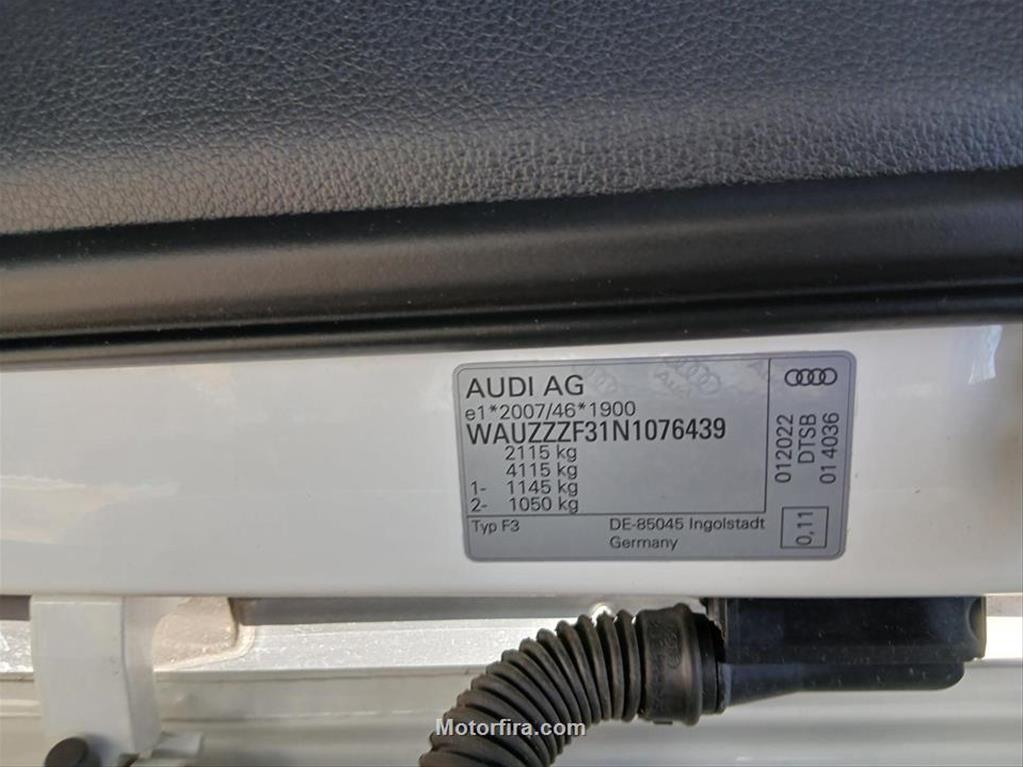 AUDI AG
e1*2007/46*1900
WAUZZZF31N1076439
2115 kg
4115 kg
1- 1145 kg
2- 1050 kg
Typ F3
DE-85045 Ingolstadt
Germany
012022
DTSB
014036
0,11
Motorfira.com